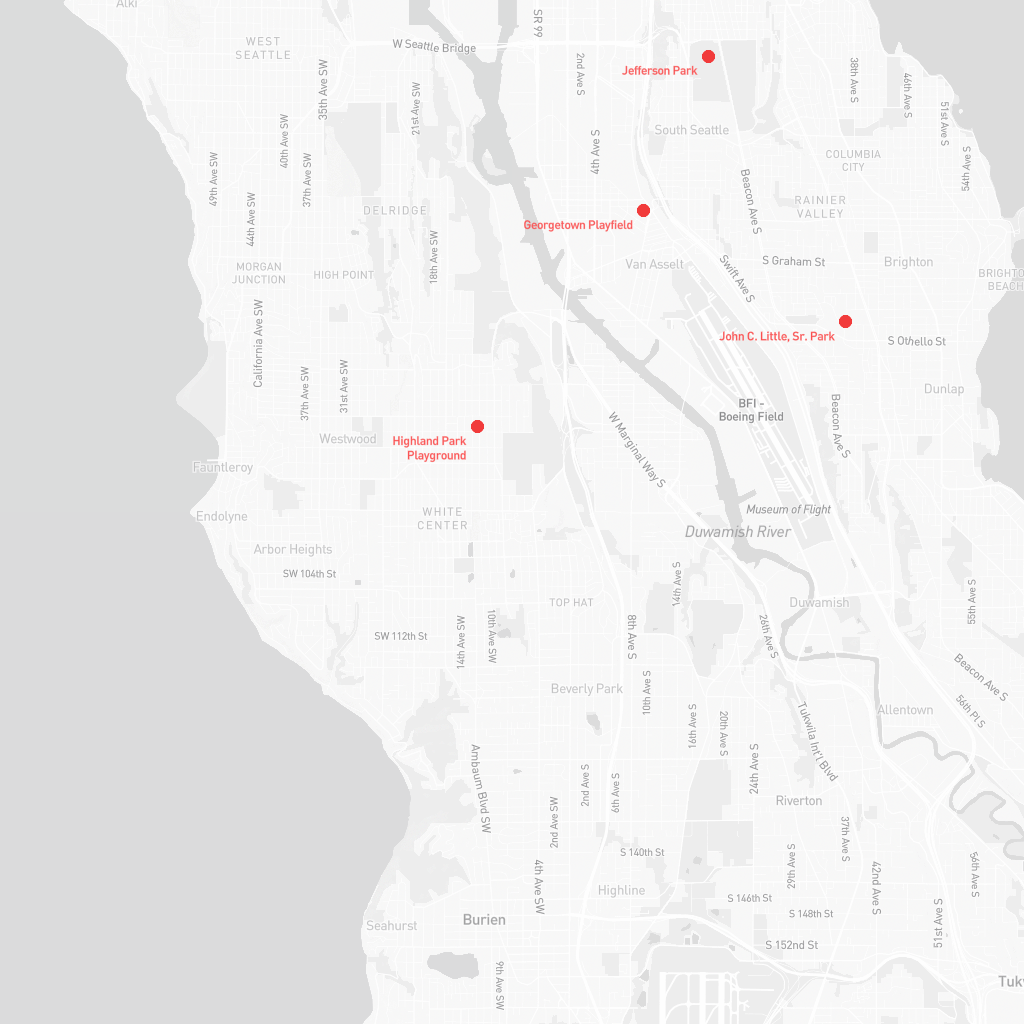 Alki
SR 99
W Seattle Bridge
WEST
SEATTLE
2nd Ave S
Jefferson Park
38th Ave S
46th Ave S
35th Ave SW
21st Ave SW
51st Ave S
40th Ave SW
4th Ave S
South Seattle
COLUMBIA
CITY
54th Ave S
49th Ave SW
37th Ave SW
Beacon Ave S
44th Ave SW
DELRIDGE
RAINIER
VALLEY
Georgetown Playfield
18th Ave SW
MORGAN
JUNCTION
HIGH POINT
Van Asselt
Swift Ave S
S Graham St
Brighton
BRIGHTO
BEACH
California Ave SW
John C. Little, Sr. Park
S Othello St
37th Ave SW
31st Ave SW
Dunlap
BFI -
Boeing Field
Beacon Ave S
W Marginal Way S
Westwood
Highland Park
Playground
Fauntleroy
Endolyne
WHITE
CENTER
Museum of Flight
Duwamish River
Arbor Heights
SW 104th St
14th Ave S
55th Ave S
TOP HAT
Duwamish
SW 112th St
14th Ave SW
10th Ave SW
8th Ave S
26th Ave S
Beacon Ave S
Beverly Park
10th Ave S
56th Pl S
Allentown
16th Ave S
20th Ave S
24th Ave S
Tukwila Int'l Blvd
Ambaum Blvd SW
2nd Ave S
6th Ave S
Riverton
2nd Ave SW
37th Ave S
S 140th St
29th Ave S
42nd Ave S
56th Ave S
4th Ave SW
Highline
S 146th St
S 148th St
51st Ave S
Seahurst
Burien
S 152nd St
9th Ave SW
Tukw